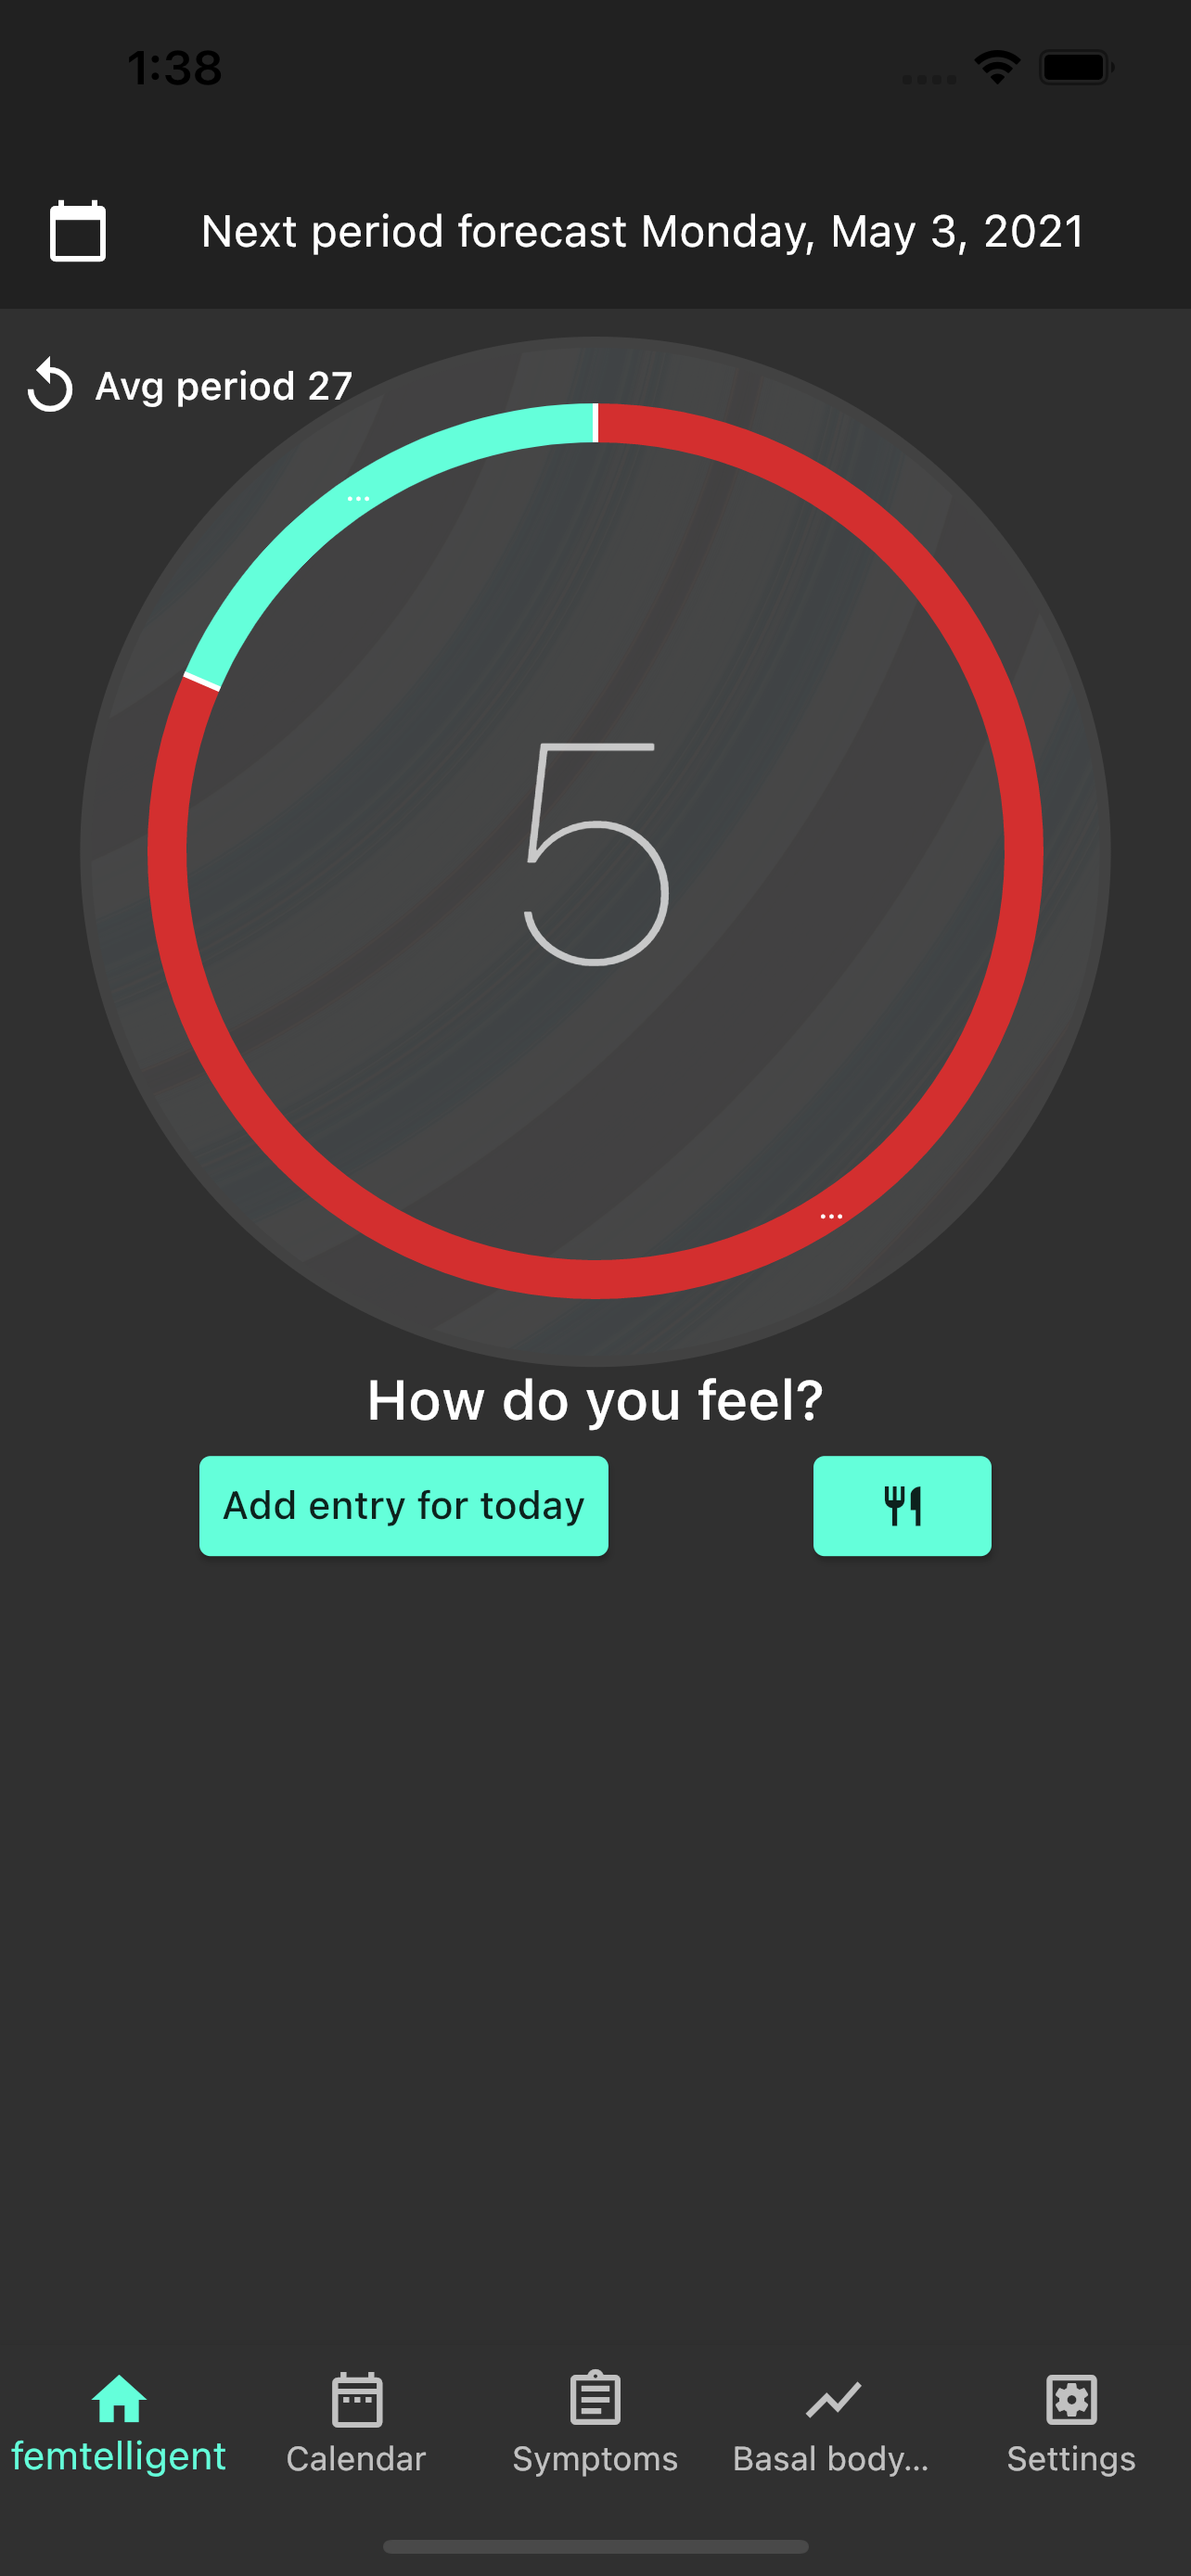 1:38
Next period forecast Monday, May 3, 2021
Avg period 27
...
5
...
How do you feel?
Add entry for today
femtelligent
Calendar
Symptoms
Basal body...
Settings